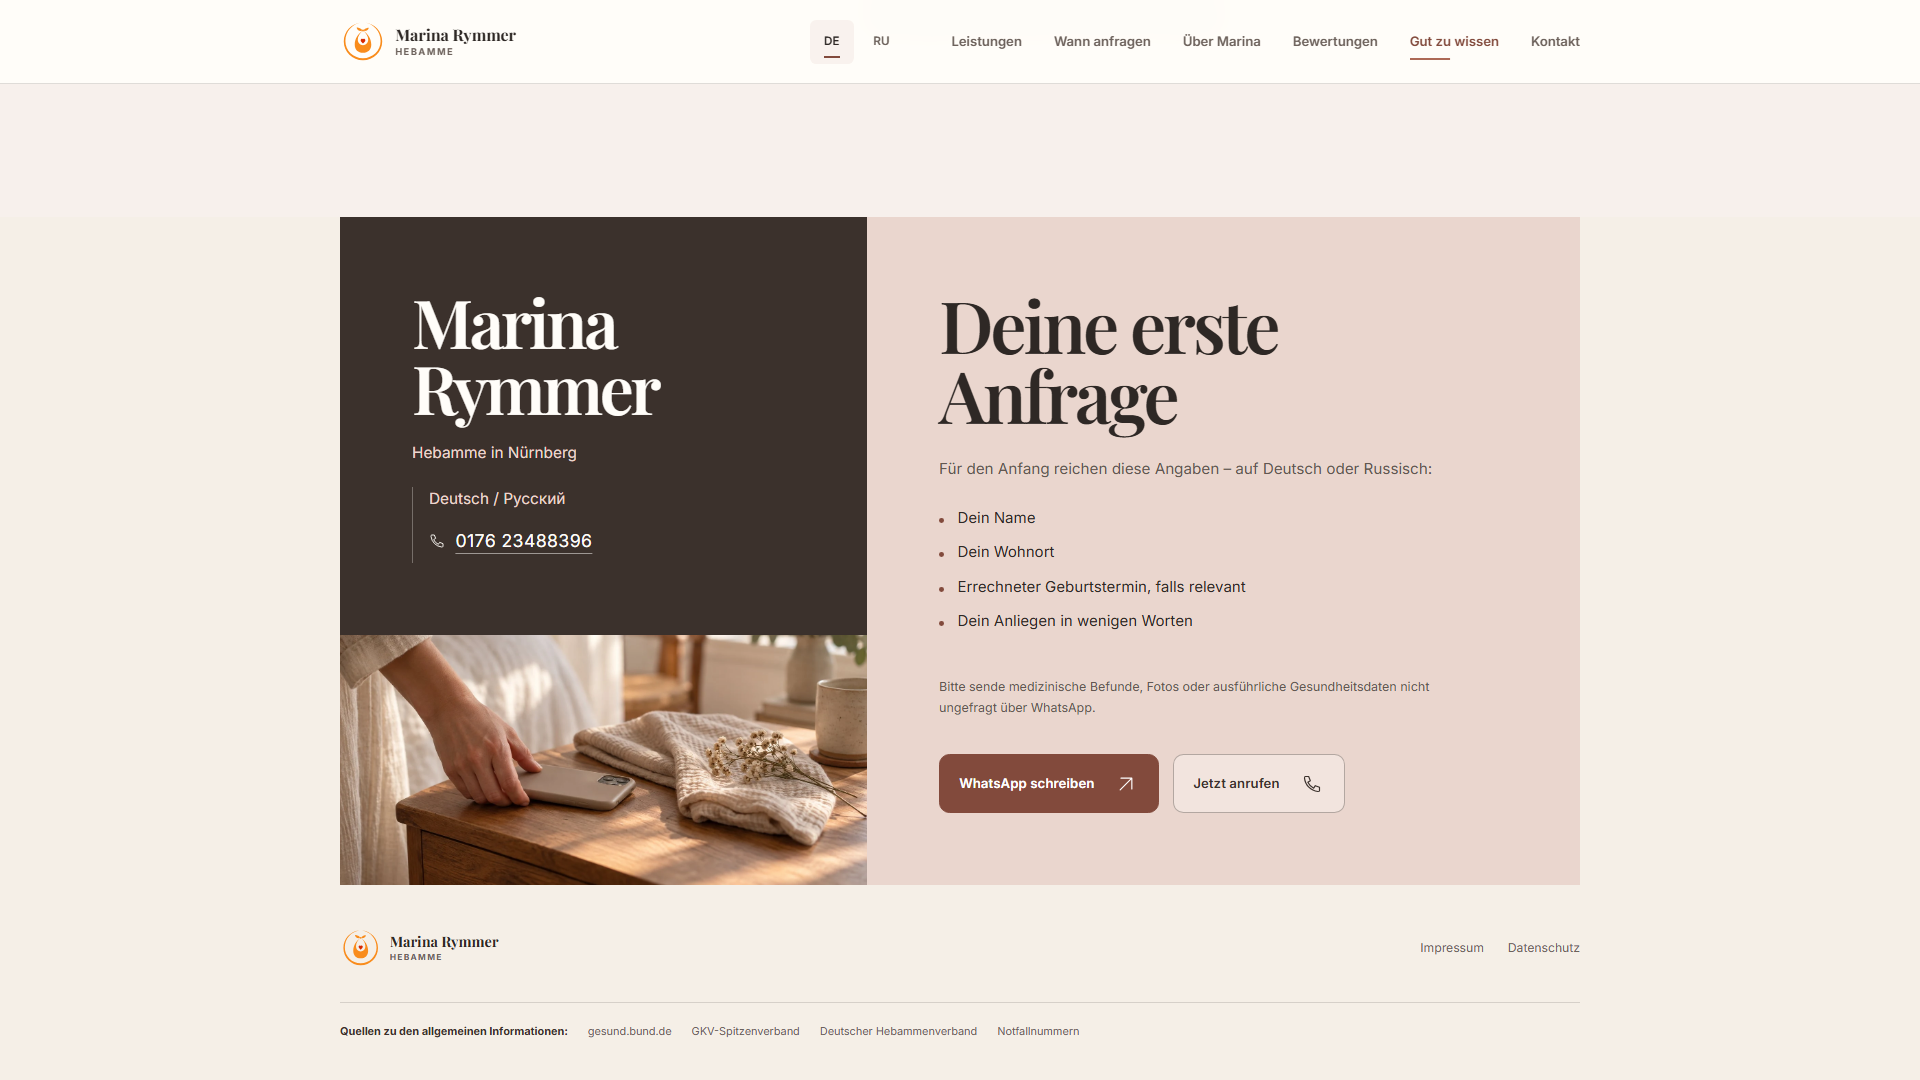 Marina Rymmer
HEBAMME
DE
RU
Leistungen
Wann anfragen
Über Marina
Bewertungen
Gut zu wissen
Kontakt
Marina
Rymmer
Hebamme in Nürnberg
Deutsch / Русский
0176 23488396
Deine erste
Anfrage
Für den Anfang reichen diese Angaben – auf Deutsch oder Russisch:
Dein Name
Dein Wohnort
Errechneter Geburtstermin, falls relevant
Dein Anliegen in wenigen Worten
Bitte sende medizinische Befunde, Fotos oder ausführliche Gesundheitsdaten nicht
ungefragt über WhatsApp.
WhatsApp schreiben
Jetzt anrufen
Marina Rymmer
HEBAMME
Impressum
Datenschutz
Quellen zu den allgemeinen Informationen:
gesund.bund.de
GKV-Spitzenverband
Deutscher Hebammenverband
Notfallnummern